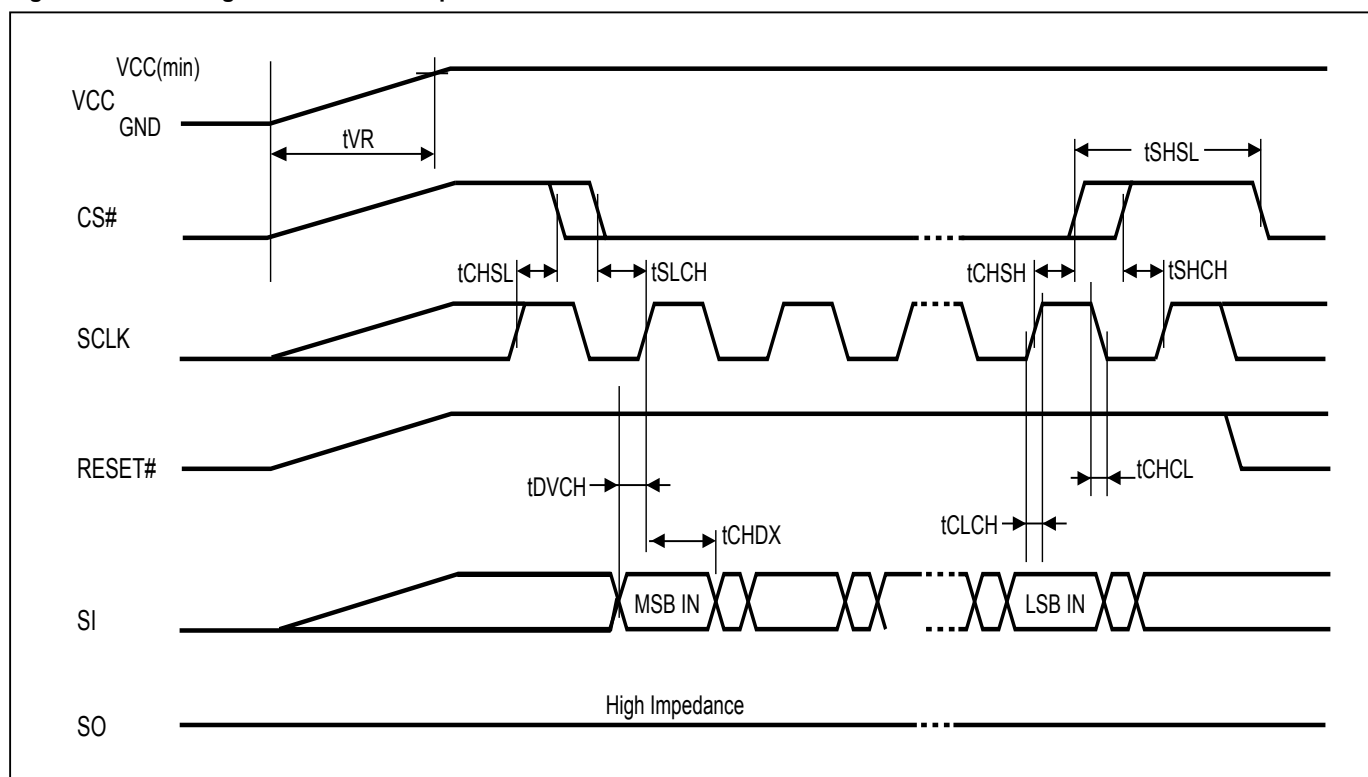 VCC(min)
VCC
GND
tVR
tSHSL
CS#
tCHSL
tSLCH
tCHSH
tSHCH
SCLK
RESET#
tDVCH
tCHCL
tCLCH
tCHDX
SI
MSB IN
LSB IN
High Impedance
SO